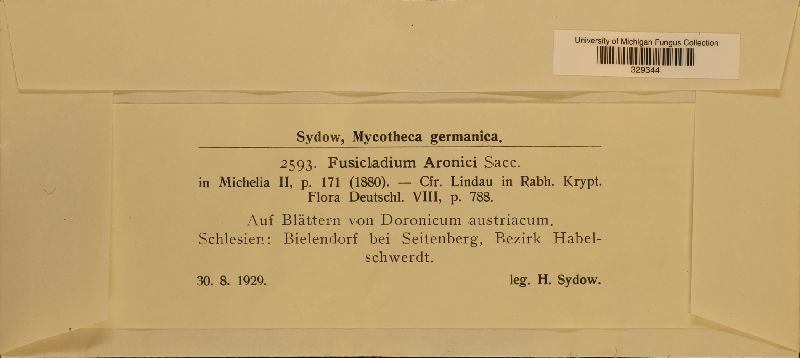 University of Michigan Fungus Collection
329344
Sydow, Mycotheca germanica.
2593. Fusicladium Aronici Sacc.
in Michelia II, p. 171 (1880). — Cfr. Lindau in Rabh. Krypt.
Flora Deutschl. VIII, p. 788.
Auf Blättern von Doronicum austriacum.
Schlesien: Bielendorf bei Seitenberg, Bezirk Habel-
schwerdt.
30. 8. 1929. leg. H. Sydow.